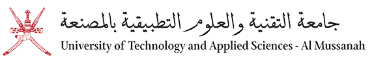 جامعة التقنية والعلوم التطبيقية بالمصنعة
University of Technology and Applied Sciences - Al Mussanah